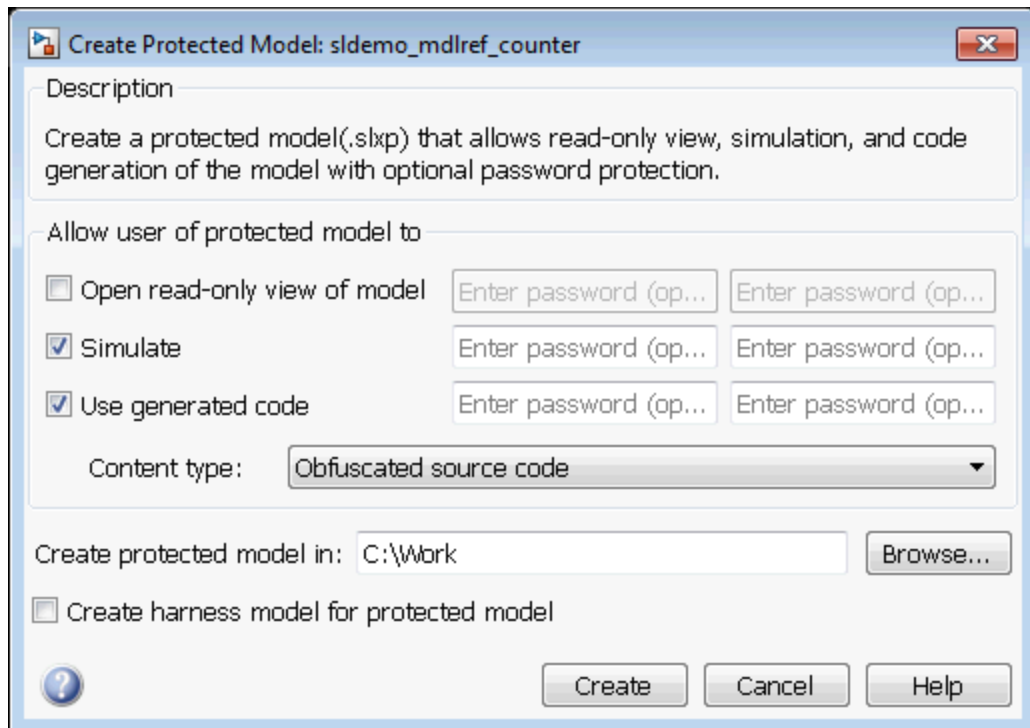 Create Protected Model: sldemo_mdlref_counter
Description
Create a protected model(.slxp) that allows read-only view, simulation, and code
generation of the model with optional password protection.
Allow user of protected model to
Open read-only view of model Enter password (op... Enter password (op...
Simulate Enter password (op... Enter password (op...
Use generated code Enter password (op... Enter password (op...
Content type: Obfuscated source code
Create protected model in: C:\Work Browse...
Create harness model for protected model
? Create Cancel Help